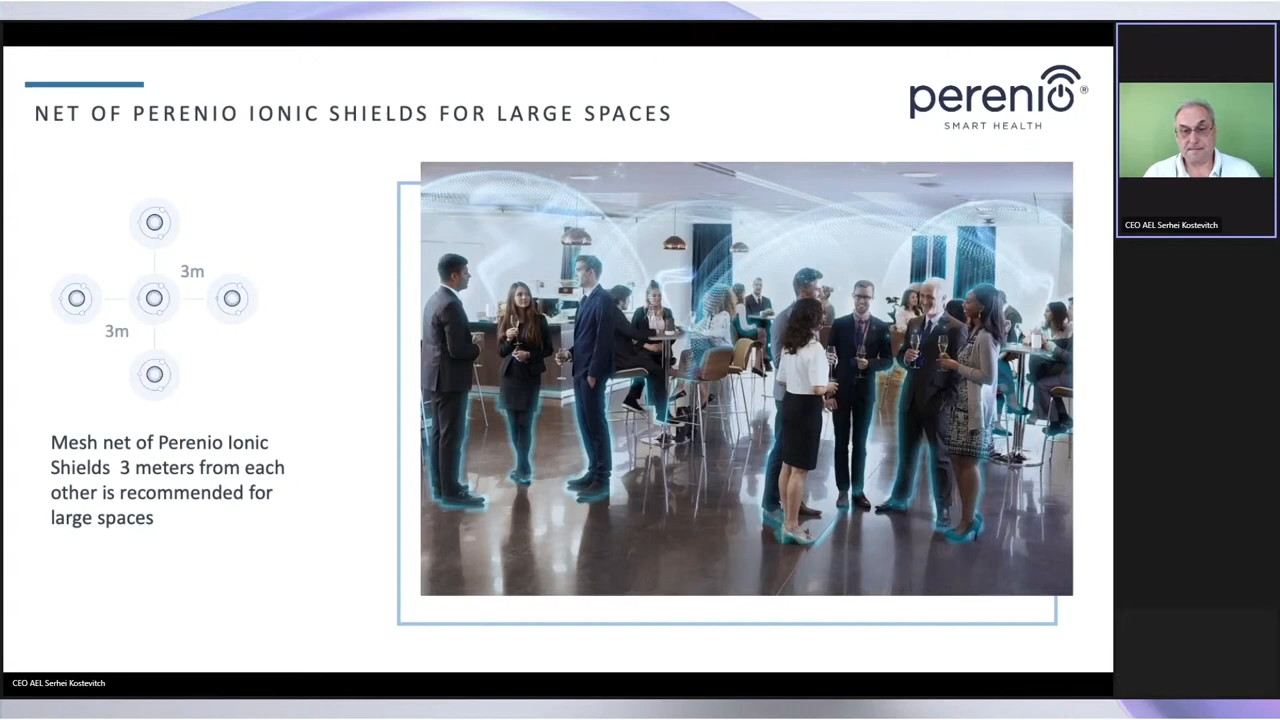 NET OF PERENIO IONIC SHIELDS FOR LARGE SPACES
perenio®
SMART HEALTH
3m
3m
Mesh net of Perenio Ionic
Shields 3 meters from each
other is recommended for
large spaces
CEO AEL Serhei Kostevitch
CEO AEL Serhei Kostevitch